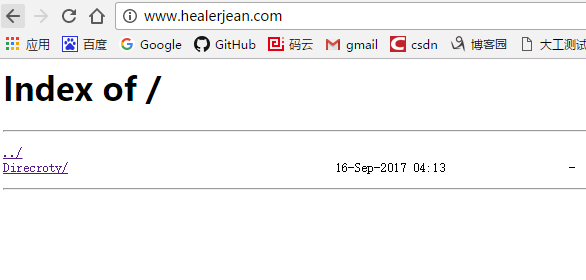 www.healerjean.com
应用 百度 Google GitHub 码云 gmail csdn 博客园 大工测试
Index of /
../
Direcroty/ 16-Sep-2017 04:13 -